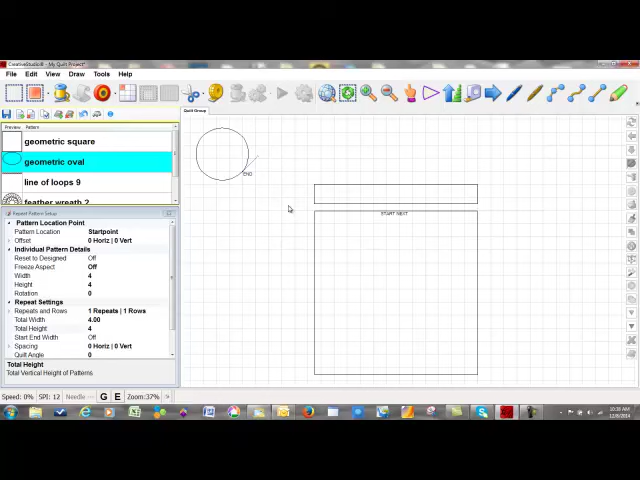 CreativeStudio® - My Quilt Project*
File Edit View Draw Tools Help
Preview Pattern
Quilt Group
geometric square
geometric oval
line of loops 9
feather wreath 2
END
START NEXT
Repeat Pattern Setup
Pattern Location Point
Pattern Location Startpoint
Offset 0 Horiz | 0 Vert
Individual Pattern Details
Reset to Designed Off
Freeze Aspect Off
Width 4
Height 4
Rotation 0
Repeat Settings
Repeats and Rows 1 Repeats | 1 Rows
Total Width 4.00
Total Height 4
Start End Width Off
Spacing 0 Horiz | 0 Vert
Quilt Angle 0
Total Height
Total Vertical Height of Patterns
Speed: 0% SPI: 12 Needle G E Zoom:37%
10:38 AM
12/8/2014